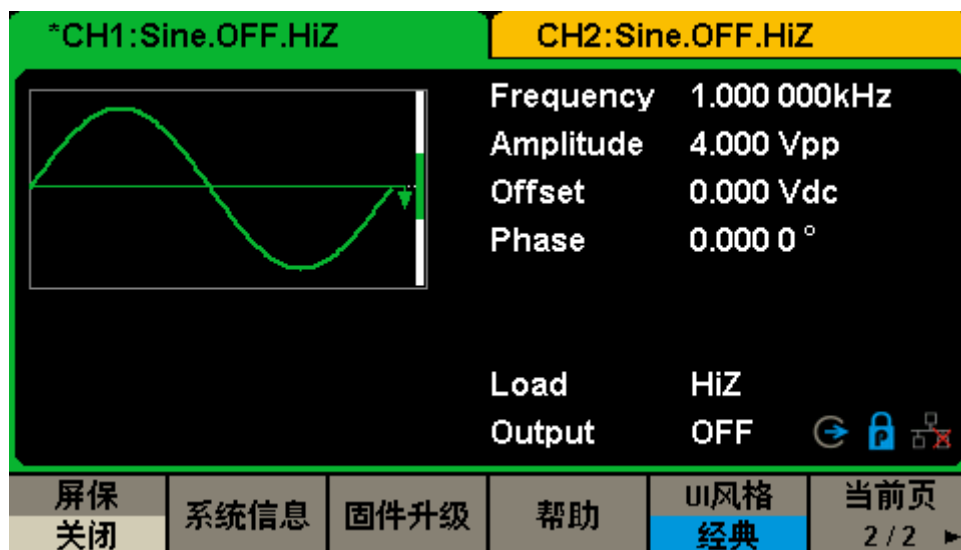 *CH1:Sine.OFF.HiZ
CH2:Sine.OFF.HiZ
Frequency 1.000 000kHz
Amplitude 4.000 Vpp
Offset 0.000 Vdc
Phase 0.000 0 °
Load HiZ
Output OFF
屏保
关闭
系统信息
固件升级
帮助
UI风格
经典
当前页
2 / 2